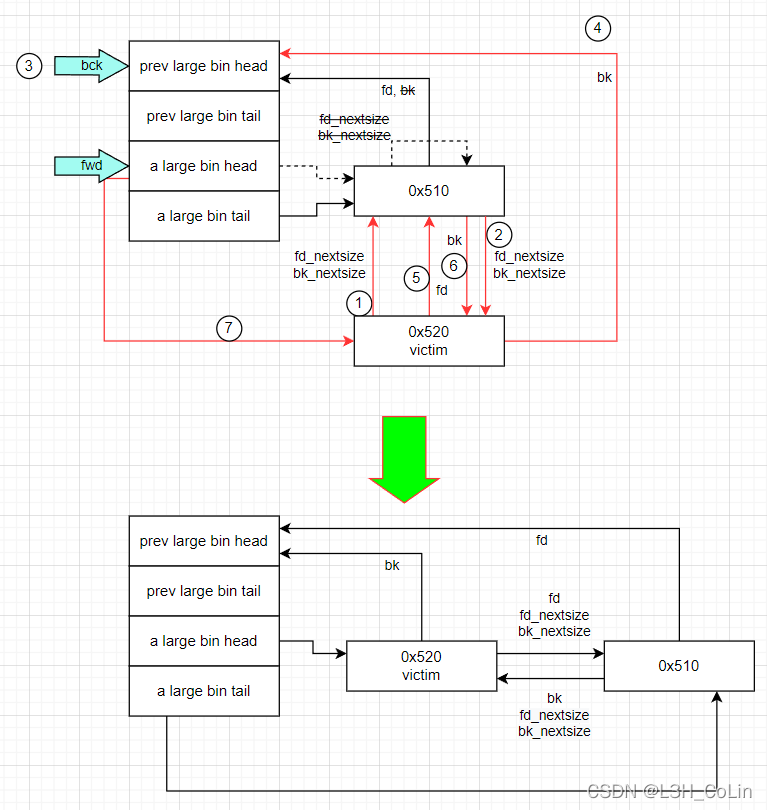 4
3
bck
prev large bin head
bk
fd, bk
prev large bin tail
fd_nextsize
bk_nextsize
fwd
a large bin head
0x510
a large bin tail
2
bk
fd_nextsize
bk_nextsize
fd_nextsize
bk_nextsize
6
5
fd
1
7
0x520
victim
prev large bin head
fd
bk
prev large bin tail
fd
fd_nextsize
bk_nextsize
a large bin head
0x520
victim
0x510
a large bin tail
bk
fd_nextsize
bk_nextsize
CSDN @L3H_CoLin